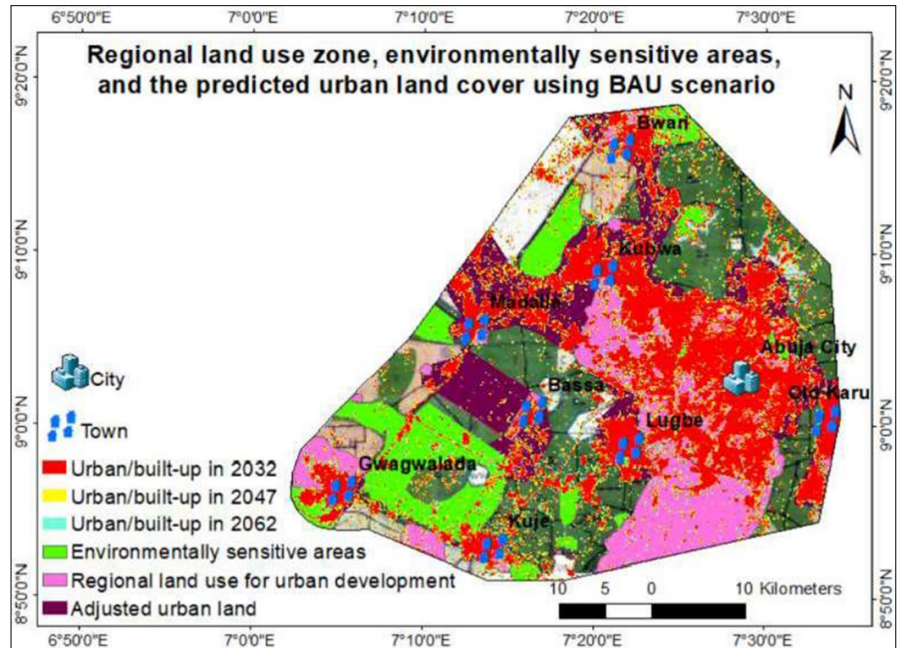 6°50'0"E 7°0'0"E 7°10'0"E 7°20'0"E 7°30'0"E
Regional land use zone, environmentally sensitive areas,
and the predicted urban land cover using BAU scenario
9°20'0"N 9°20'0"N
N
Bwari
9°10'0"N 9°10'0"N
Kubwa
Madalla
Abuja City
City
Bassa
Old Karu
9°0'0"N 9°0'0"N
Town
Lugbe
Urban/built-up in 2032
Gwagwalada
Urban/built-up in 2047
Urban/built-up in 2062
Kuje
Environmentally sensitive areas
Regional land use for urban development
10 5 0 10 Kilometers
Adjusted urban land
8°50'0"N 8°50'0"N
6°50'0"E 7°0'0"E 7°10'0"E 7°20'0"E 7°30'0"E